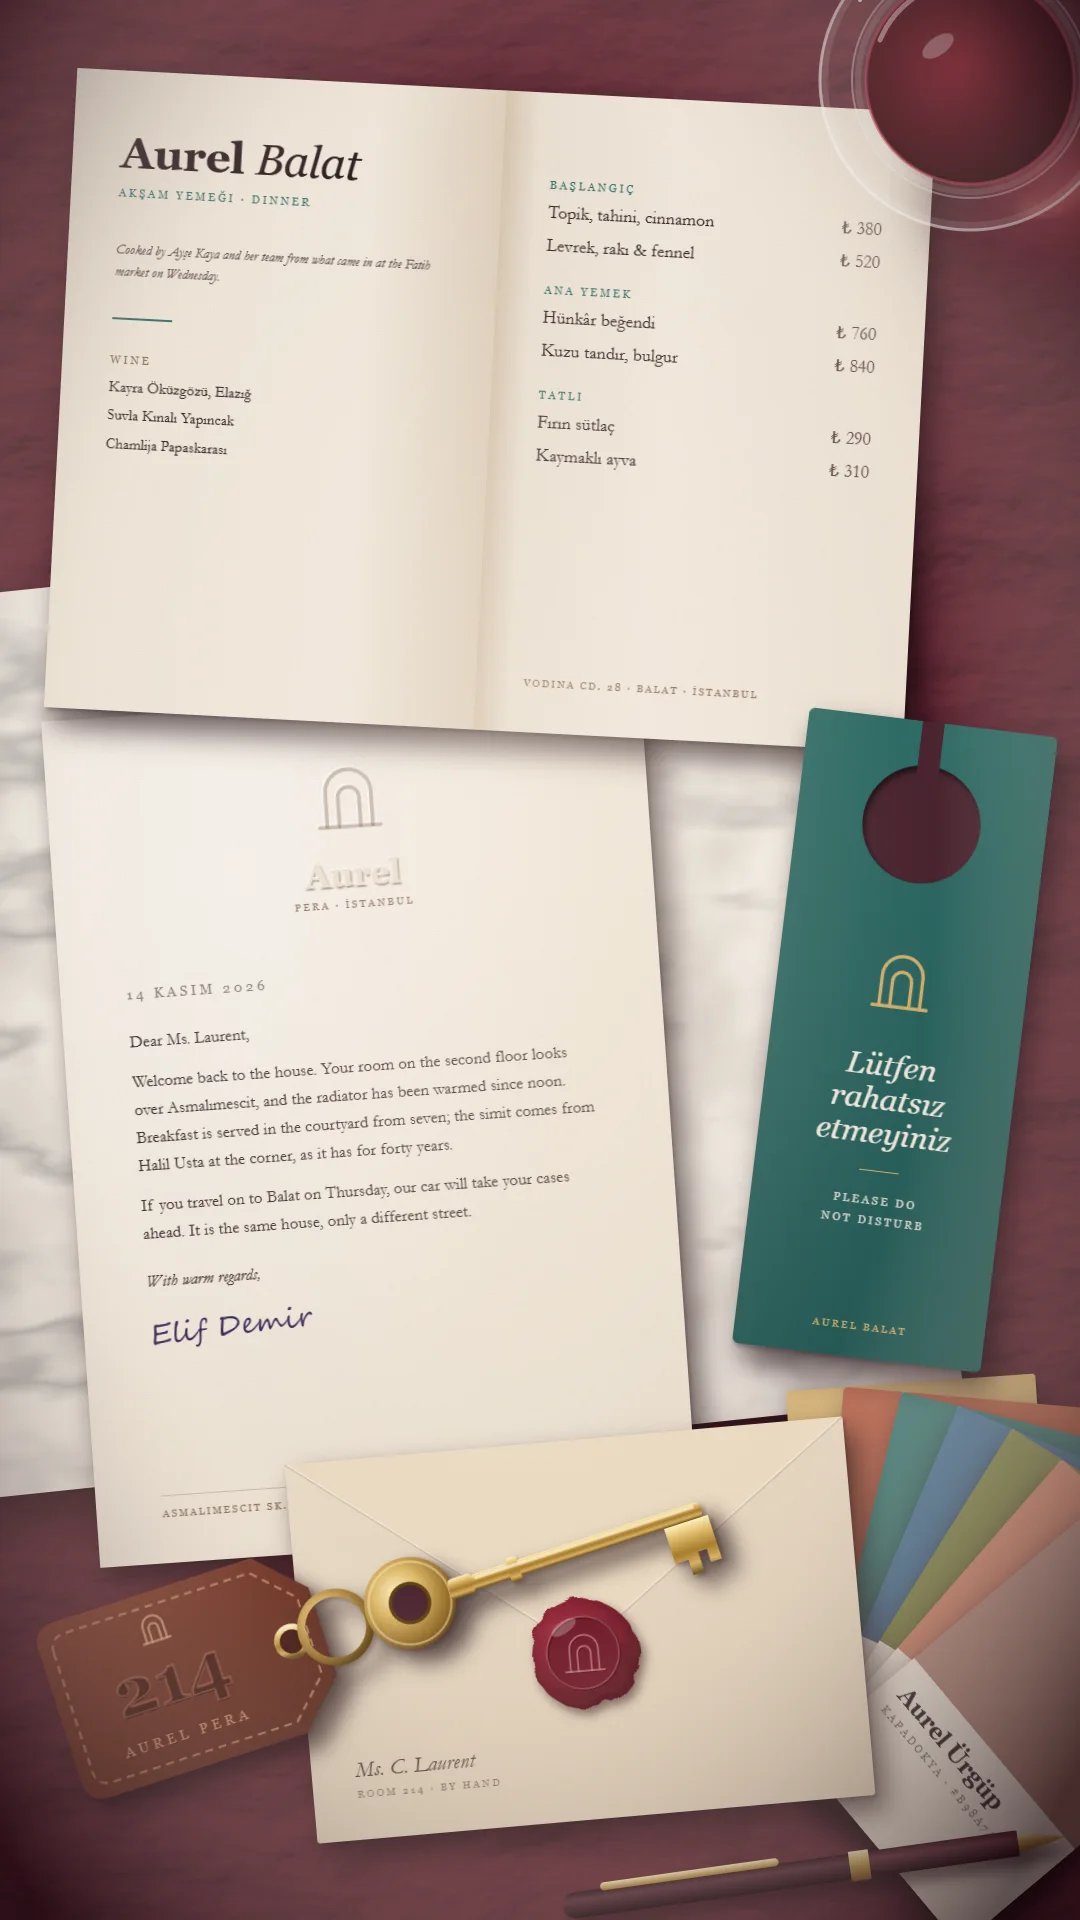 Aurel Balat
AKŞAM YEMEĞİ · DINNER
Cooked by Ayşe Kaya and her team from what came in at the Fatih
market on Wednesday.
WINE
Kayra Öküzgözü, Elazığ
Suvla Kınalı Yapıncak
Chamlija Papaskarası
BAŞLANGIÇ
Topik, tahini, cinnamon ₺ 380
Levrek, rakı & fennel ₺ 520
ANA YEMEK
Hünkâr beğendi ₺ 760
Kuzu tandır, bulgur ₺ 840
TATLI
Fırın sütlaç ₺ 290
Kaymaklı ayva ₺ 310
VODINA CD. 28 · BALAT · İSTANBUL
Aurel
PERA · İSTANBUL
14 KASIM 2026
Dear Ms. Laurent,
Welcome back to the house. Your room on the second floor looks
over Asmalımescit, and the radiator has been warmed since noon.
Breakfast is served in the courtyard from seven; the simit comes from
Halil Usta at the corner, as it has for forty years.
If you travel on to Balat on Thursday, our car will take your cases
ahead. It is the same house, only a different street.
With warm regards,
Elif Demir
ASMALIMESCIT SK.
Lütfen
rahatsız
etmeyiniz
PLEASE DO
NOT DISTURB
AUREL BALAT
214
AUREL PERA
Ms. C. Laurent
ROOM 214 · BY HAND
Aurel Ürgüp
KAPADOKYA ·